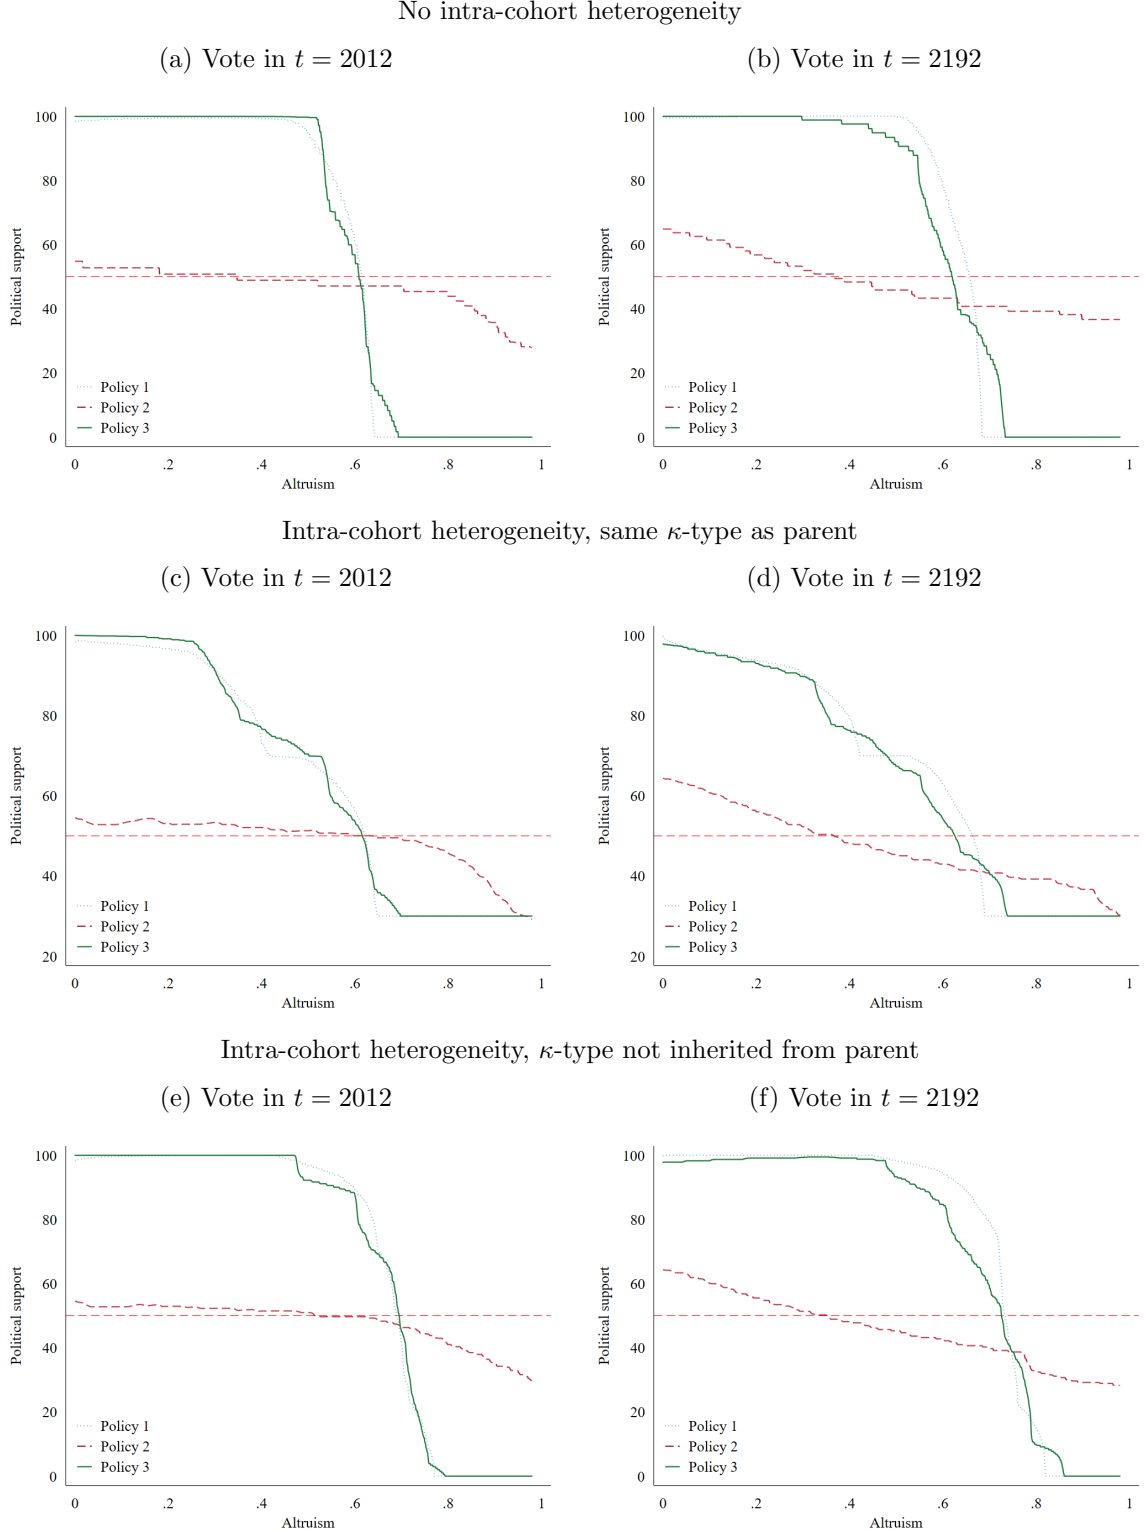 No intra-cohort heterogeneity
(a) Vote in t = 2012
(b) Vote in t = 2192
Political support
100
80
60
40
20
0
Policy 1
Policy 2
Policy 3
0 .2 .4 .6 .8 1
Altruism
Political support
100
80
60
40
20
0
Policy 1
Policy 2
Policy 3
0 .2 .4 .6 .8 1
Altruism
Intra-cohort heterogeneity, same κ-type as parent
(c) Vote in t = 2012
(d) Vote in t = 2192
Political support
100
80
60
40
20
Policy 1
Policy 2
Policy 3
0 .2 .4 .6 .8 1
Altruism
Political support
100
80
60
40
20
Policy 1
Policy 2
Policy 3
0 .2 .4 .6 .8 1
Altruism
Intra-cohort heterogeneity, κ-type not inherited from parent
(e) Vote in t = 2012
(f) Vote in t = 2192
Political support
100
80
60
40
20
0
Policy 1
Policy 2
Policy 3
0 .2 .4 .6 .8 1
Altruism
Political support
100
80
60
40
20
0
Policy 1
Policy 2
Policy 3
0 .2 .4 .6 .8 1
Altruism